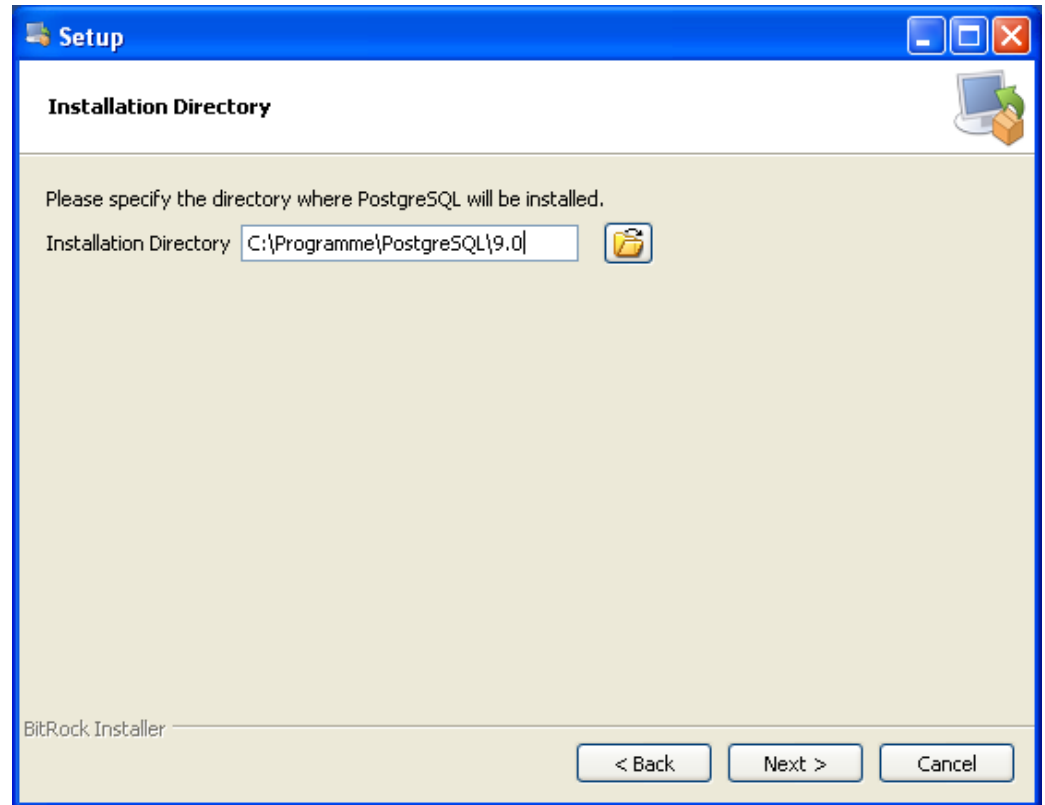 Setup
Installation Directory
Please specify the directory where PostgreSQL will be installed.
Installation Directory C:\Programme\PostgreSQL\9.0
BitRock Installer
< Back Next > Cancel